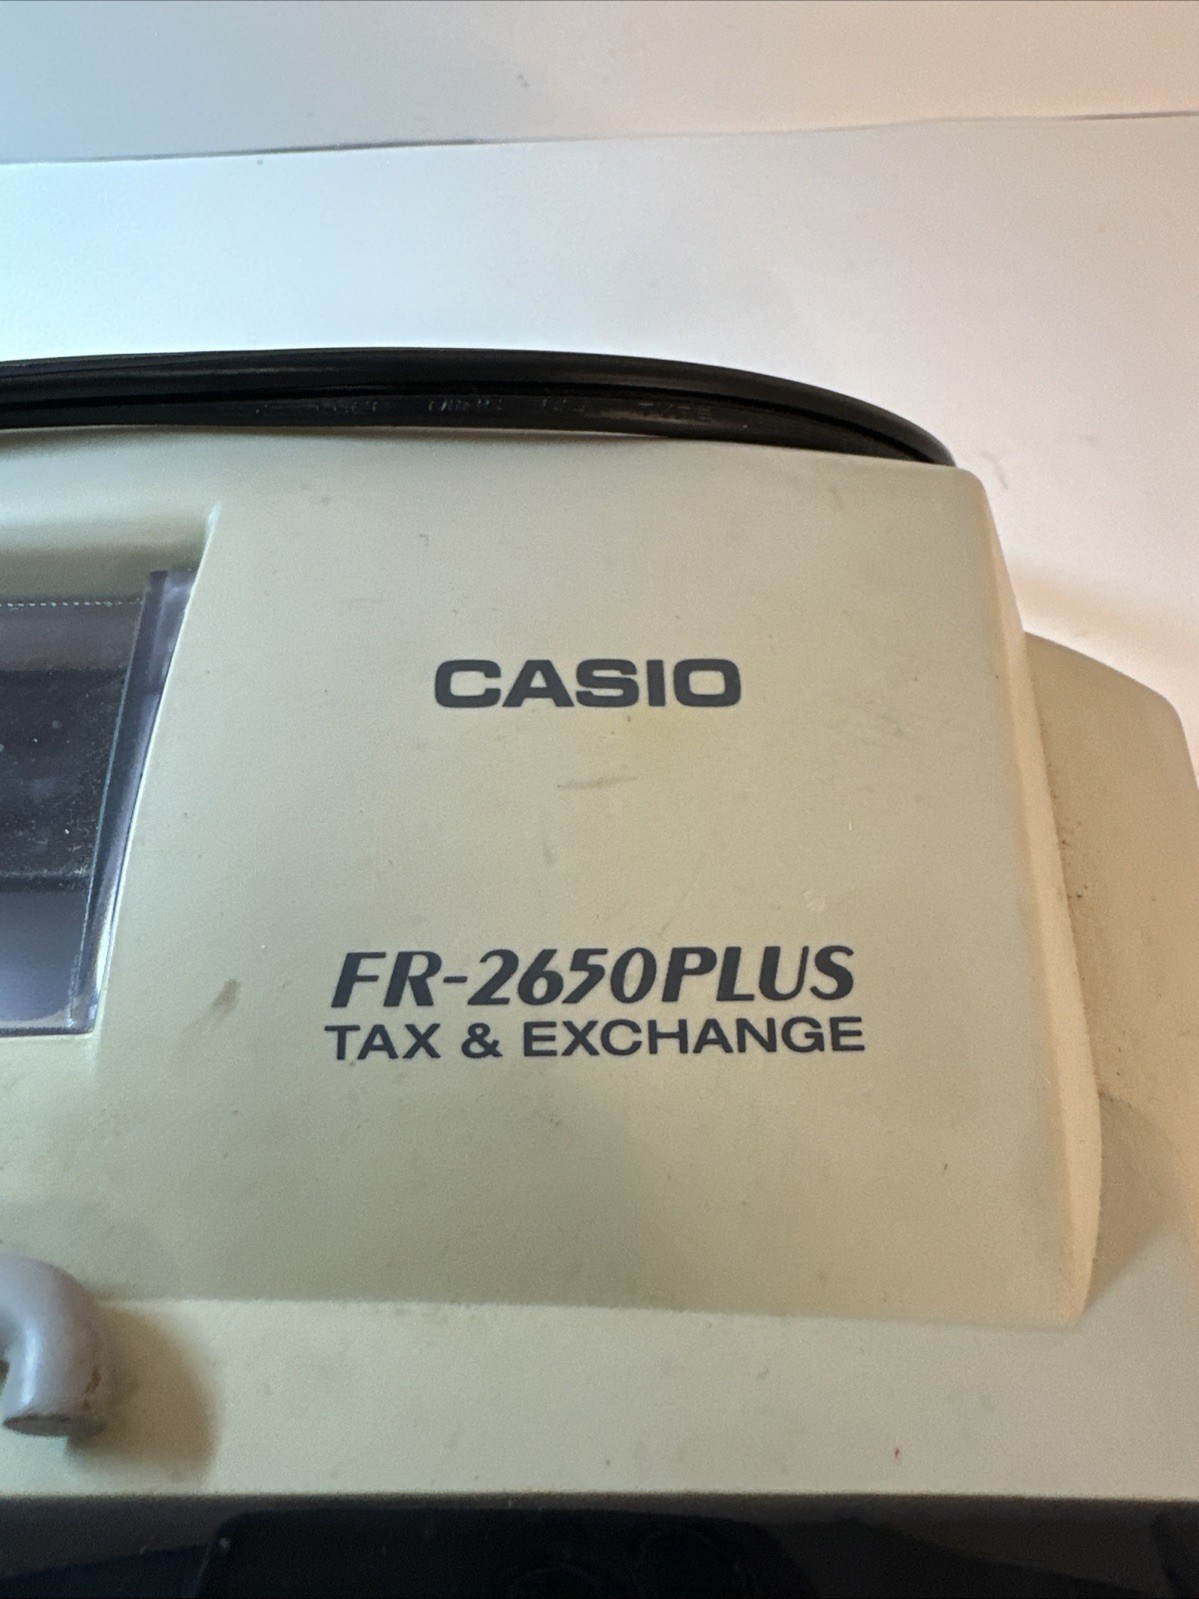 CASIO
FR-2650PLUS
TAX & EXCHANGE